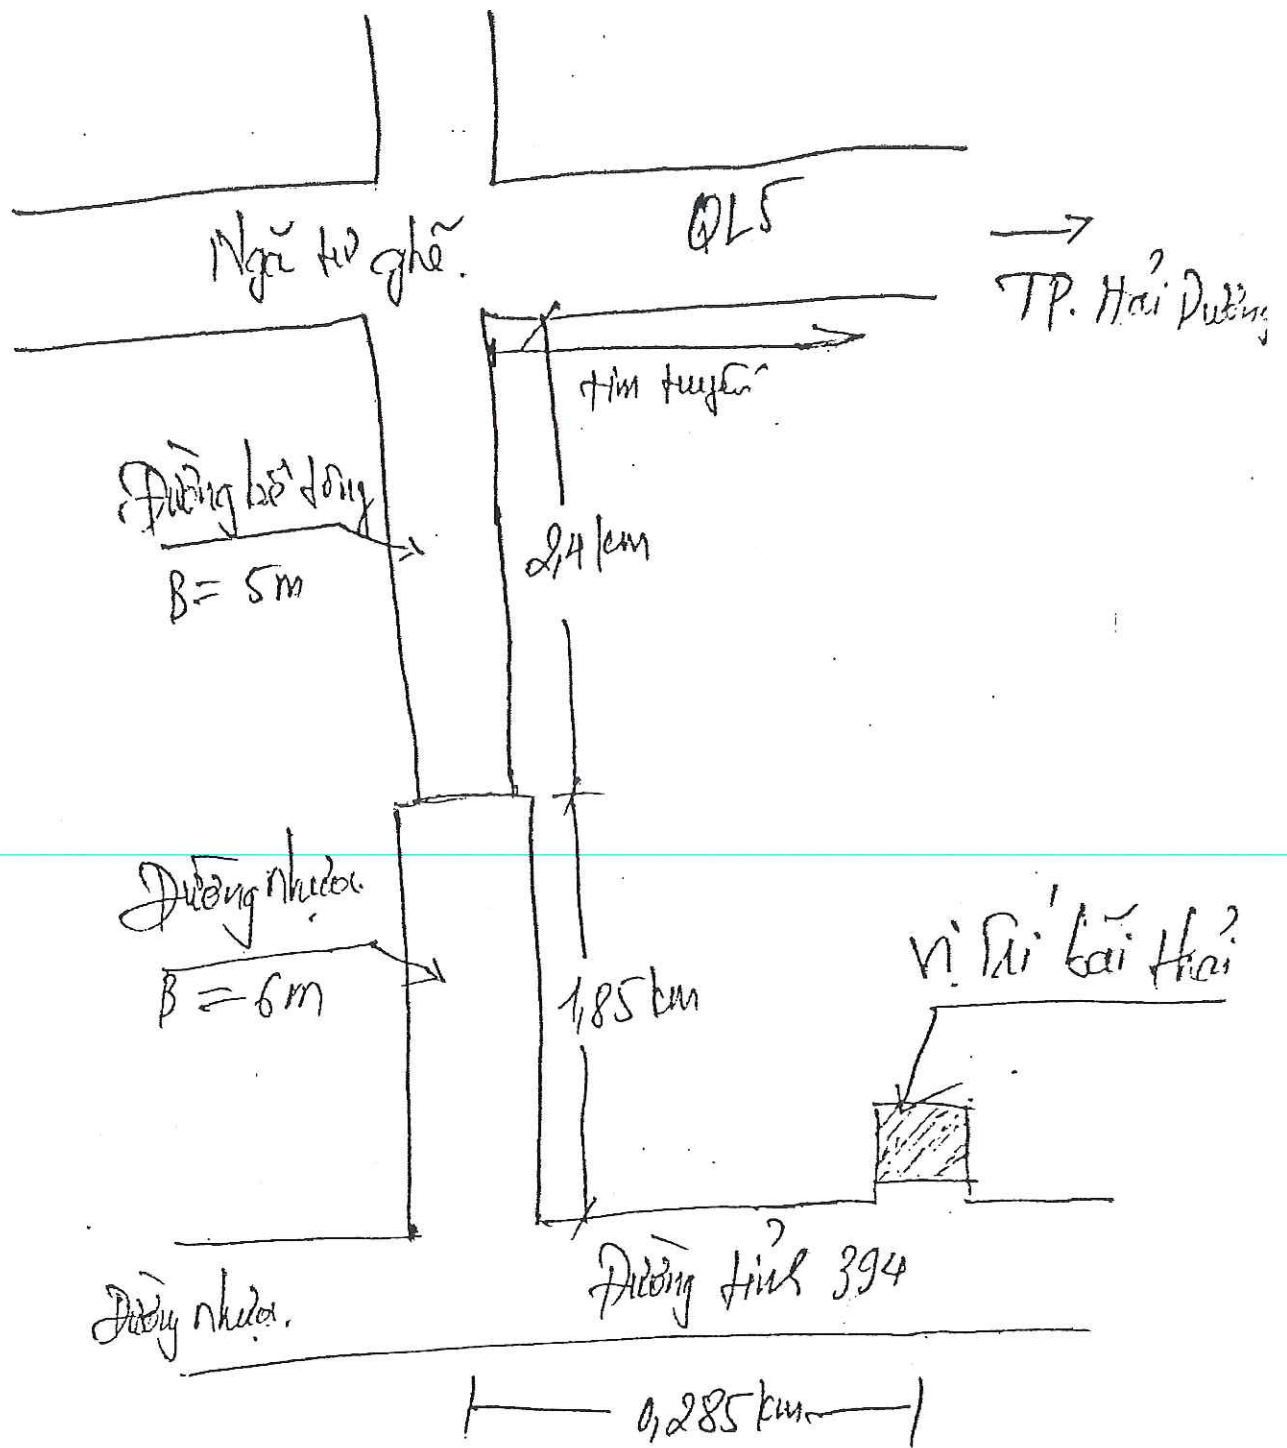 QL5
Ngã tư ghẽ.
TP. Hải Dương
tim tuyến
Đường bê tông
B = 5m
2,4 km
Đường nhựa
B = 6m
1,85 km
Vị Trí bãi thải
Đường tỉnh 394
Đường nhựa.
0,285 km